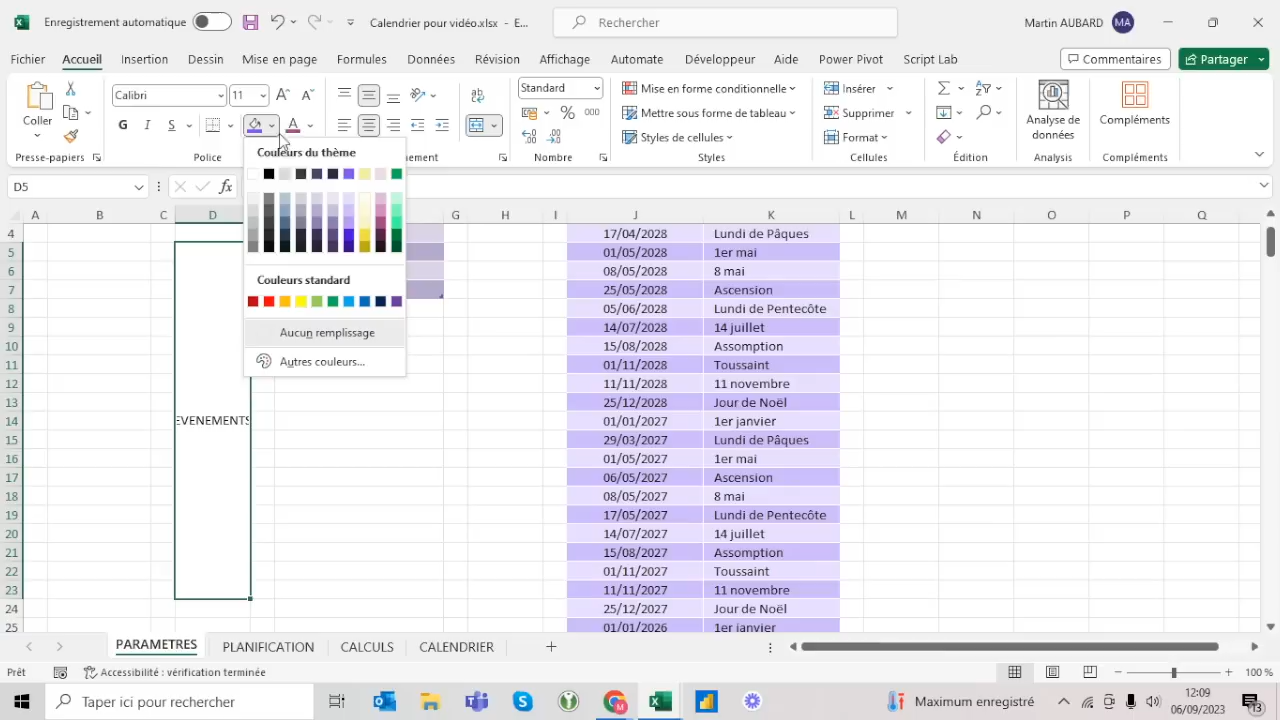 Enregistrement automatique
Calendrier pour vidéo.xlsx - E...
Rechercher
Martin AUBARD MA
Fichier Accueil Insertion Dessin Mise en page Formules Données Révision Affichage Automate Développeur Aide Power Pivot Script Lab
Commentaires
Partager
Coller
Presse-papiers
Calibri 11
G I S
Police
Standard
% 000
Nombre
Mise en forme conditionnelle
Mettre sous forme de tableau
Styles de cellules
Styles
Insérer
Supprimer
Format
Cellules
Édition
Analyse de
données
Analysis
Compléments
Compléments
D5
fx
Couleurs du thème
Couleurs standard
Aucun remplissage
Autres couleurs...
A B C D G H I J K L M N O P Q
4 17/04/2028 Lundi de Pâques
5 01/05/2028 1er mai
6 08/05/2028 8 mai
7 25/05/2028 Ascension
8 05/06/2028 Lundi de Pentecôte
9 14/07/2028 14 juillet
10 15/08/2028 Assomption
11 01/11/2028 Toussaint
12 11/11/2028 11 novembre
13 25/12/2028 Jour de Noël
14 EVENEMENTS 01/01/2027 1er janvier
15 29/03/2027 Lundi de Pâques
16 01/05/2027 1er mai
17 06/05/2027 Ascension
18 08/05/2027 8 mai
19 17/05/2027 Lundi de Pentecôte
20 14/07/2027 14 juillet
21 15/08/2027 Assomption
22 01/11/2027 Toussaint
23 11/11/2027 11 novembre
24 25/12/2027 Jour de Noël
25 01/01/2026 1er janvier
PARAMETRES PLANIFICATION CALCULS CALENDRIER
Prêt
Accessibilité : vérification terminée
100 %
Taper ici pour rechercher
Maximum enregistré
12:09
06/09/2023
13